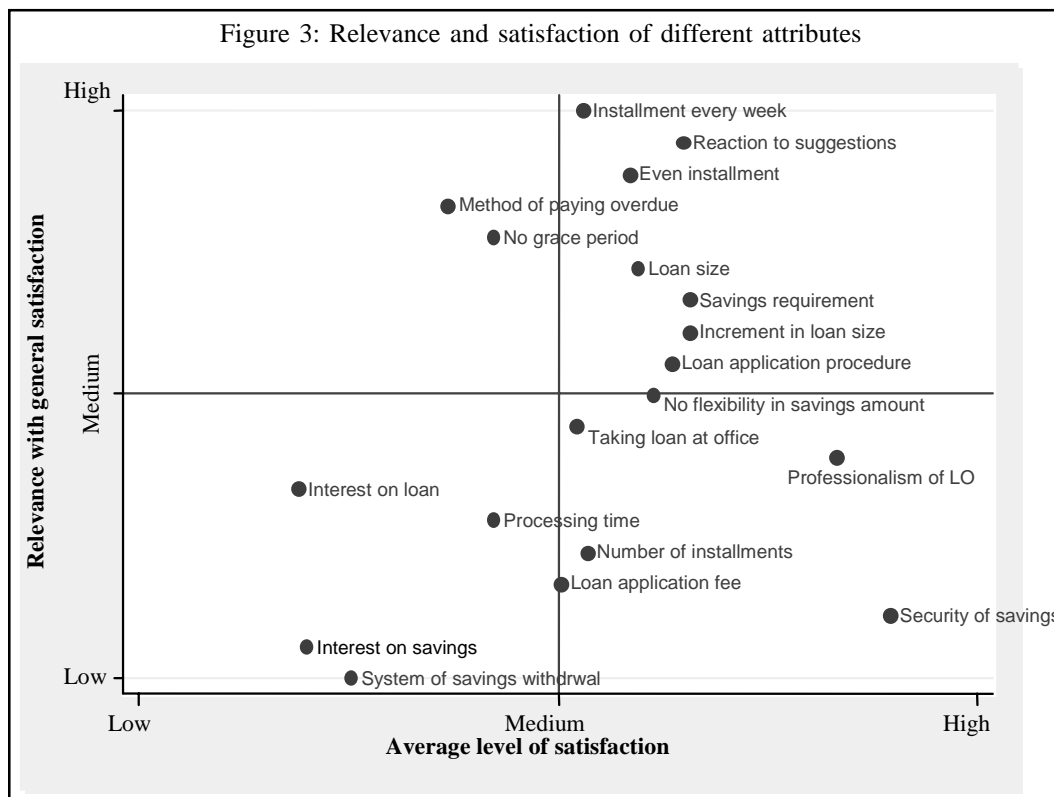 Figure 3: Relevance and satisfaction of different attributes
High
Installment every week
Reaction to suggestions
Even installment
Method of paying overdue
No grace period
Loan size
Savings requirement
Increment in loan size
Loan application procedure
Relevance with general satisfaction
Medium
No flexibility in savings amount
Taking loan at office
Professionalism of LO
Interest on loan
Processing time
Number of installments
Loan application fee
Security of savings
Interest on savings
Low
System of savings withdrwal
Low
Medium
High
Average level of satisfaction